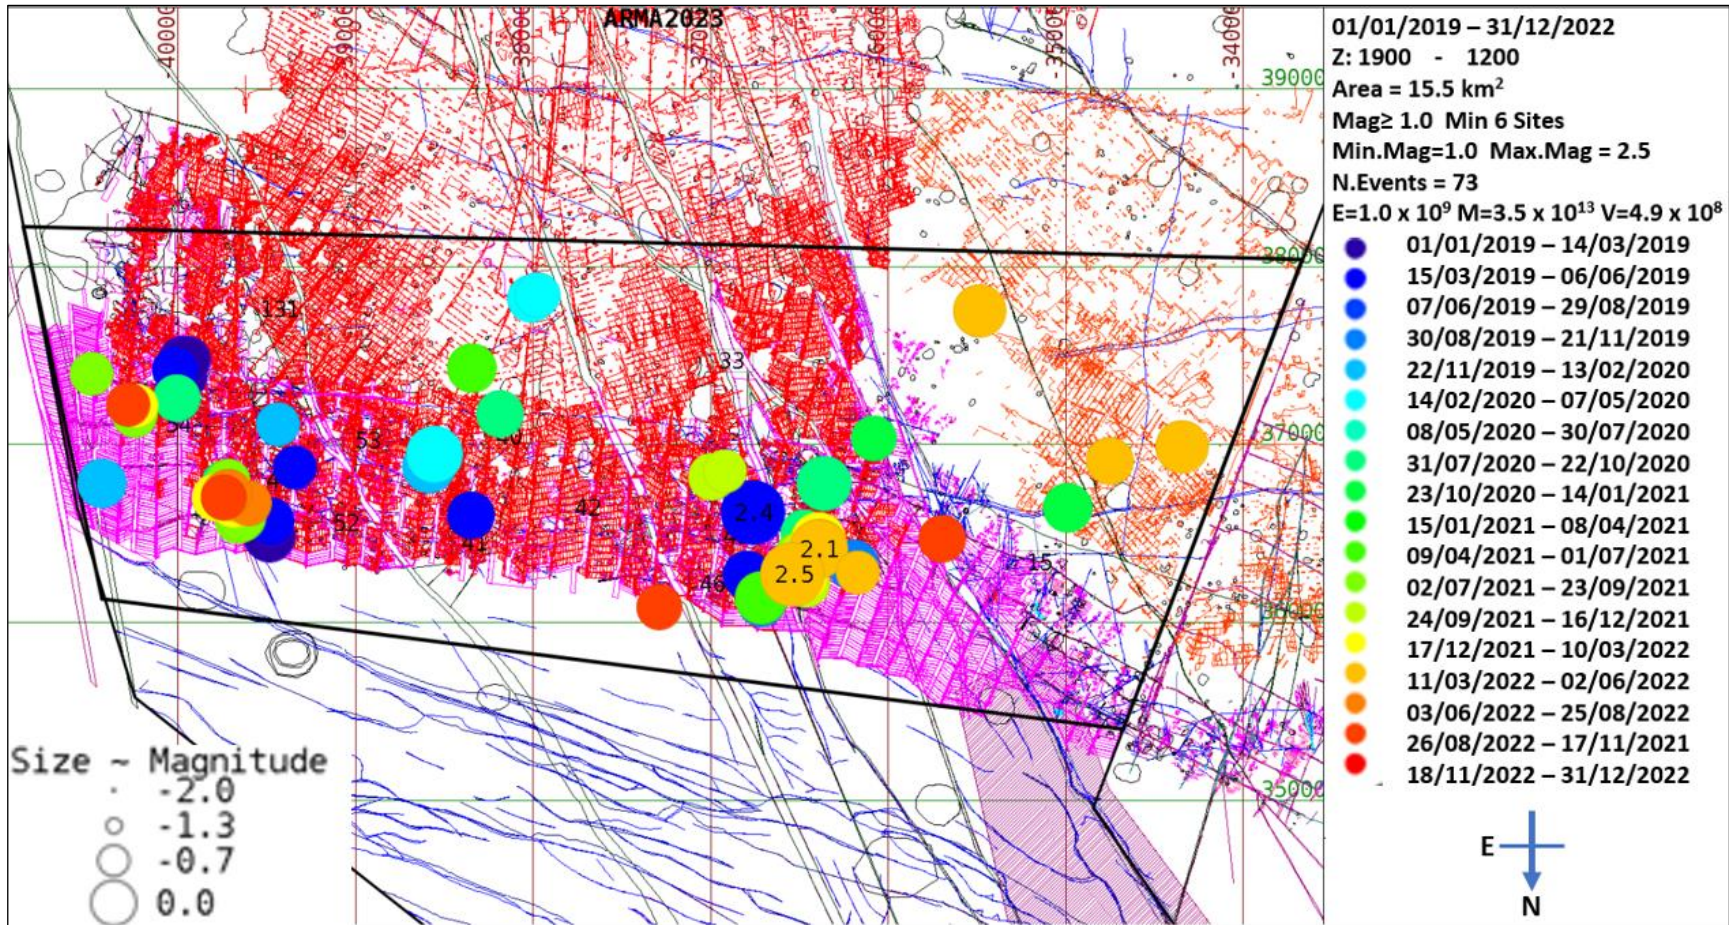 ARMA2023
-40000
-39000
-38000
-37000
-36000
-35000
-34000
39000
38000
37000
36000
35000
131
33
53
52
42
41
2.4
2.1
2.5
46
15
Size ~ Magnitude
-2.0
-1.3
-0.7
0.0
01/01/2019 – 31/12/2022
Z: 1900 - 1200
Area = 15.5 km²
Mag≥ 1.0 Min 6 Sites
Min.Mag=1.0 Max.Mag = 2.5
N.Events = 73
E=1.0 x 10⁹ M=3.5 x 10¹³ V=4.9 x 10⁸
01/01/2019 – 14/03/2019
15/03/2019 – 06/06/2019
07/06/2019 – 29/08/2019
30/08/2019 – 21/11/2019
22/11/2019 – 13/02/2020
14/02/2020 – 07/05/2020
08/05/2020 – 30/07/2020
31/07/2020 – 22/10/2020
23/10/2020 – 14/01/2021
15/01/2021 – 08/04/2021
09/04/2021 – 01/07/2021
02/07/2021 – 23/09/2021
24/09/2021 – 16/12/2021
17/12/2021 – 10/03/2022
11/03/2022 – 02/06/2022
03/06/2022 – 25/08/2022
26/08/2022 – 17/11/2021
18/11/2022 – 31/12/2022
E
N